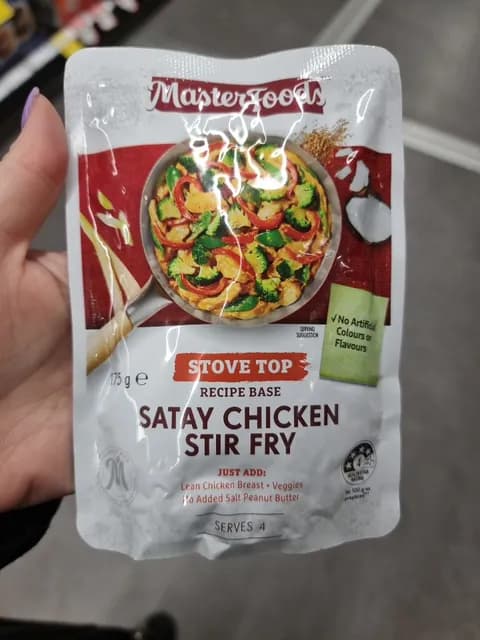 MasterFoods
SERVING
SUGGESTION
✓No Artificial
Colours or
Flavours
175 g e
STOVE TOP
RECIPE BASE
SATAY CHICKEN
STIR FRY
JUST ADD:
Lean Chicken Breast • Veggies
No Added Salt Peanut Butter
M
SERVES 4